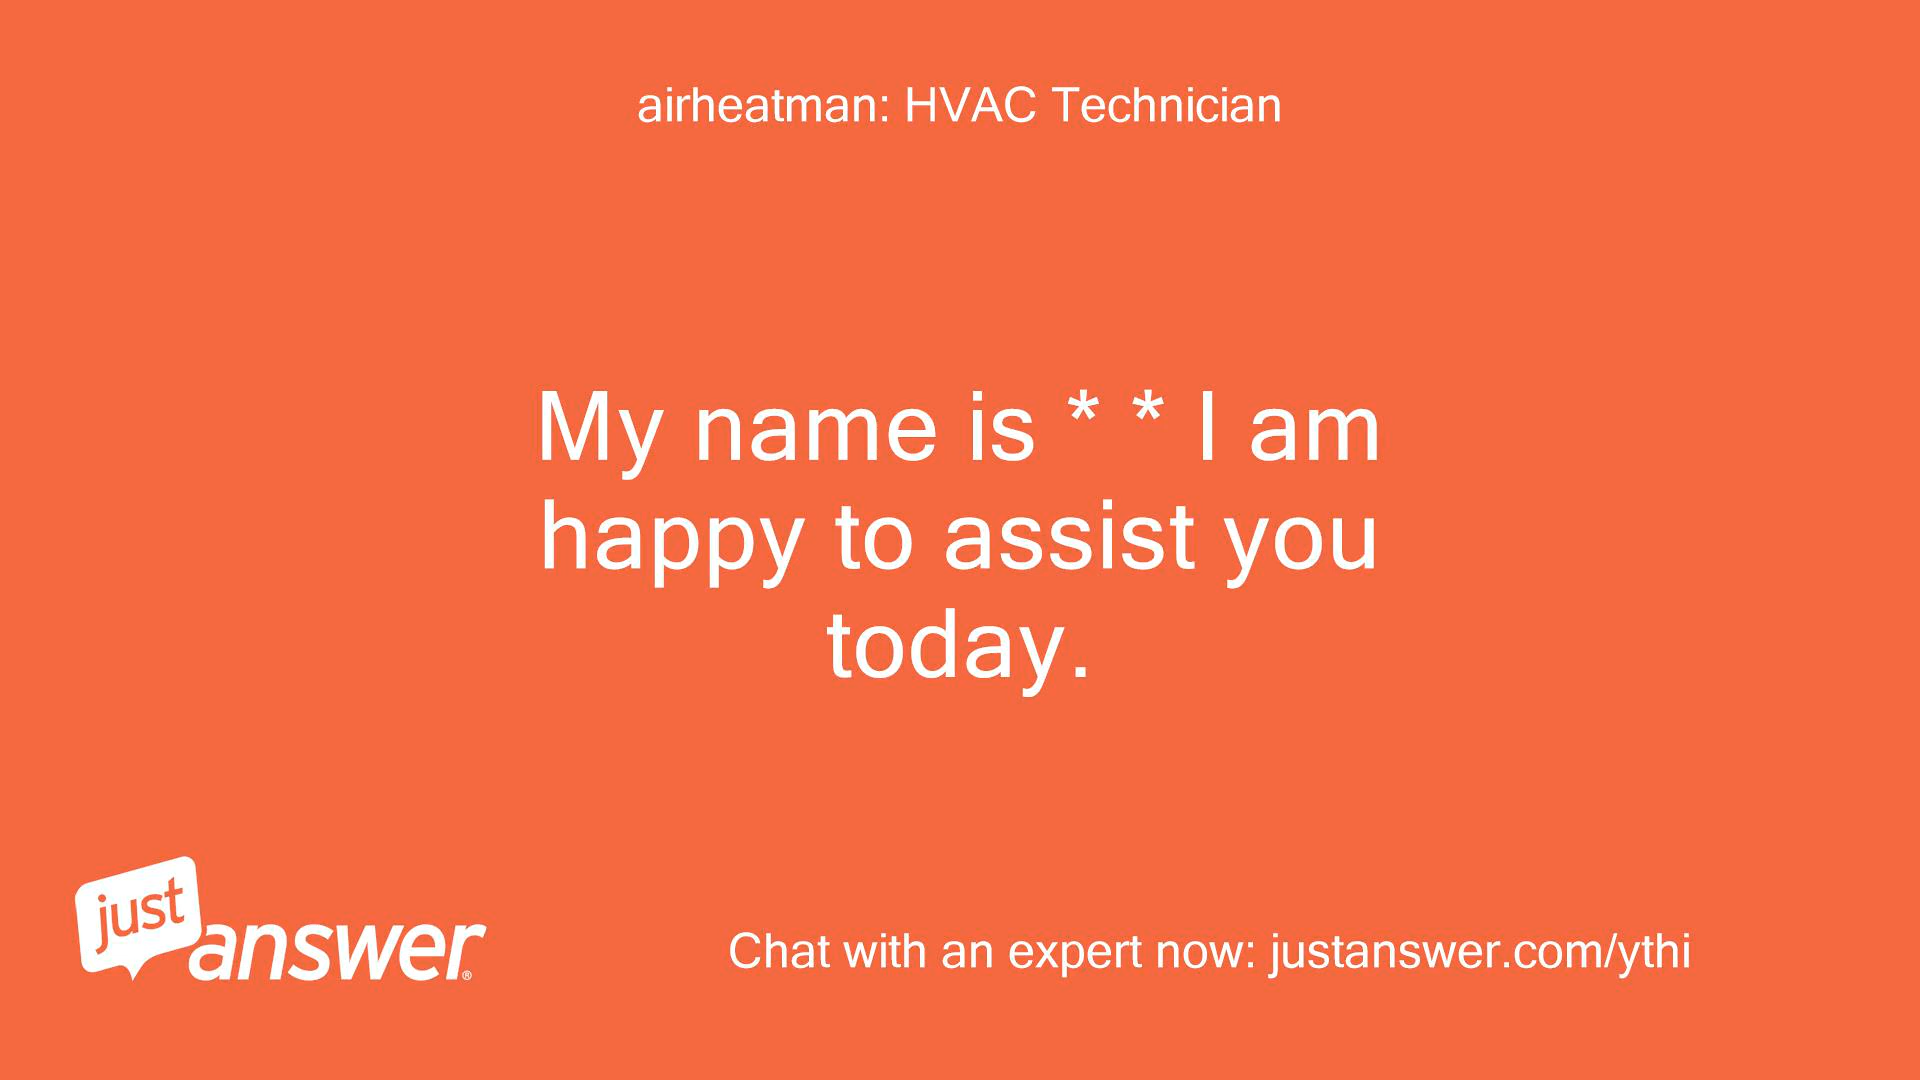 airheatman: HVAC Technician
My name is * * I am
happy to assist you
today.
just
answer®
Chat with an expert now: justanswer.com/ythi